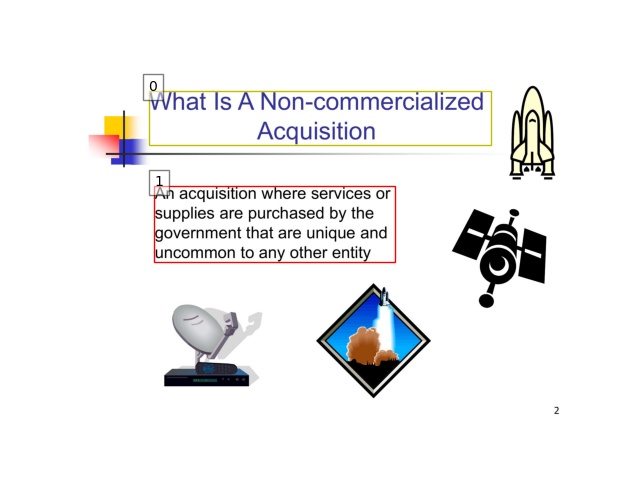 0
What Is A Non-commercialized
Acquisition
1
An acquisition where services or
supplies are purchased by the
government that are unique and
uncommon to any other entity
2